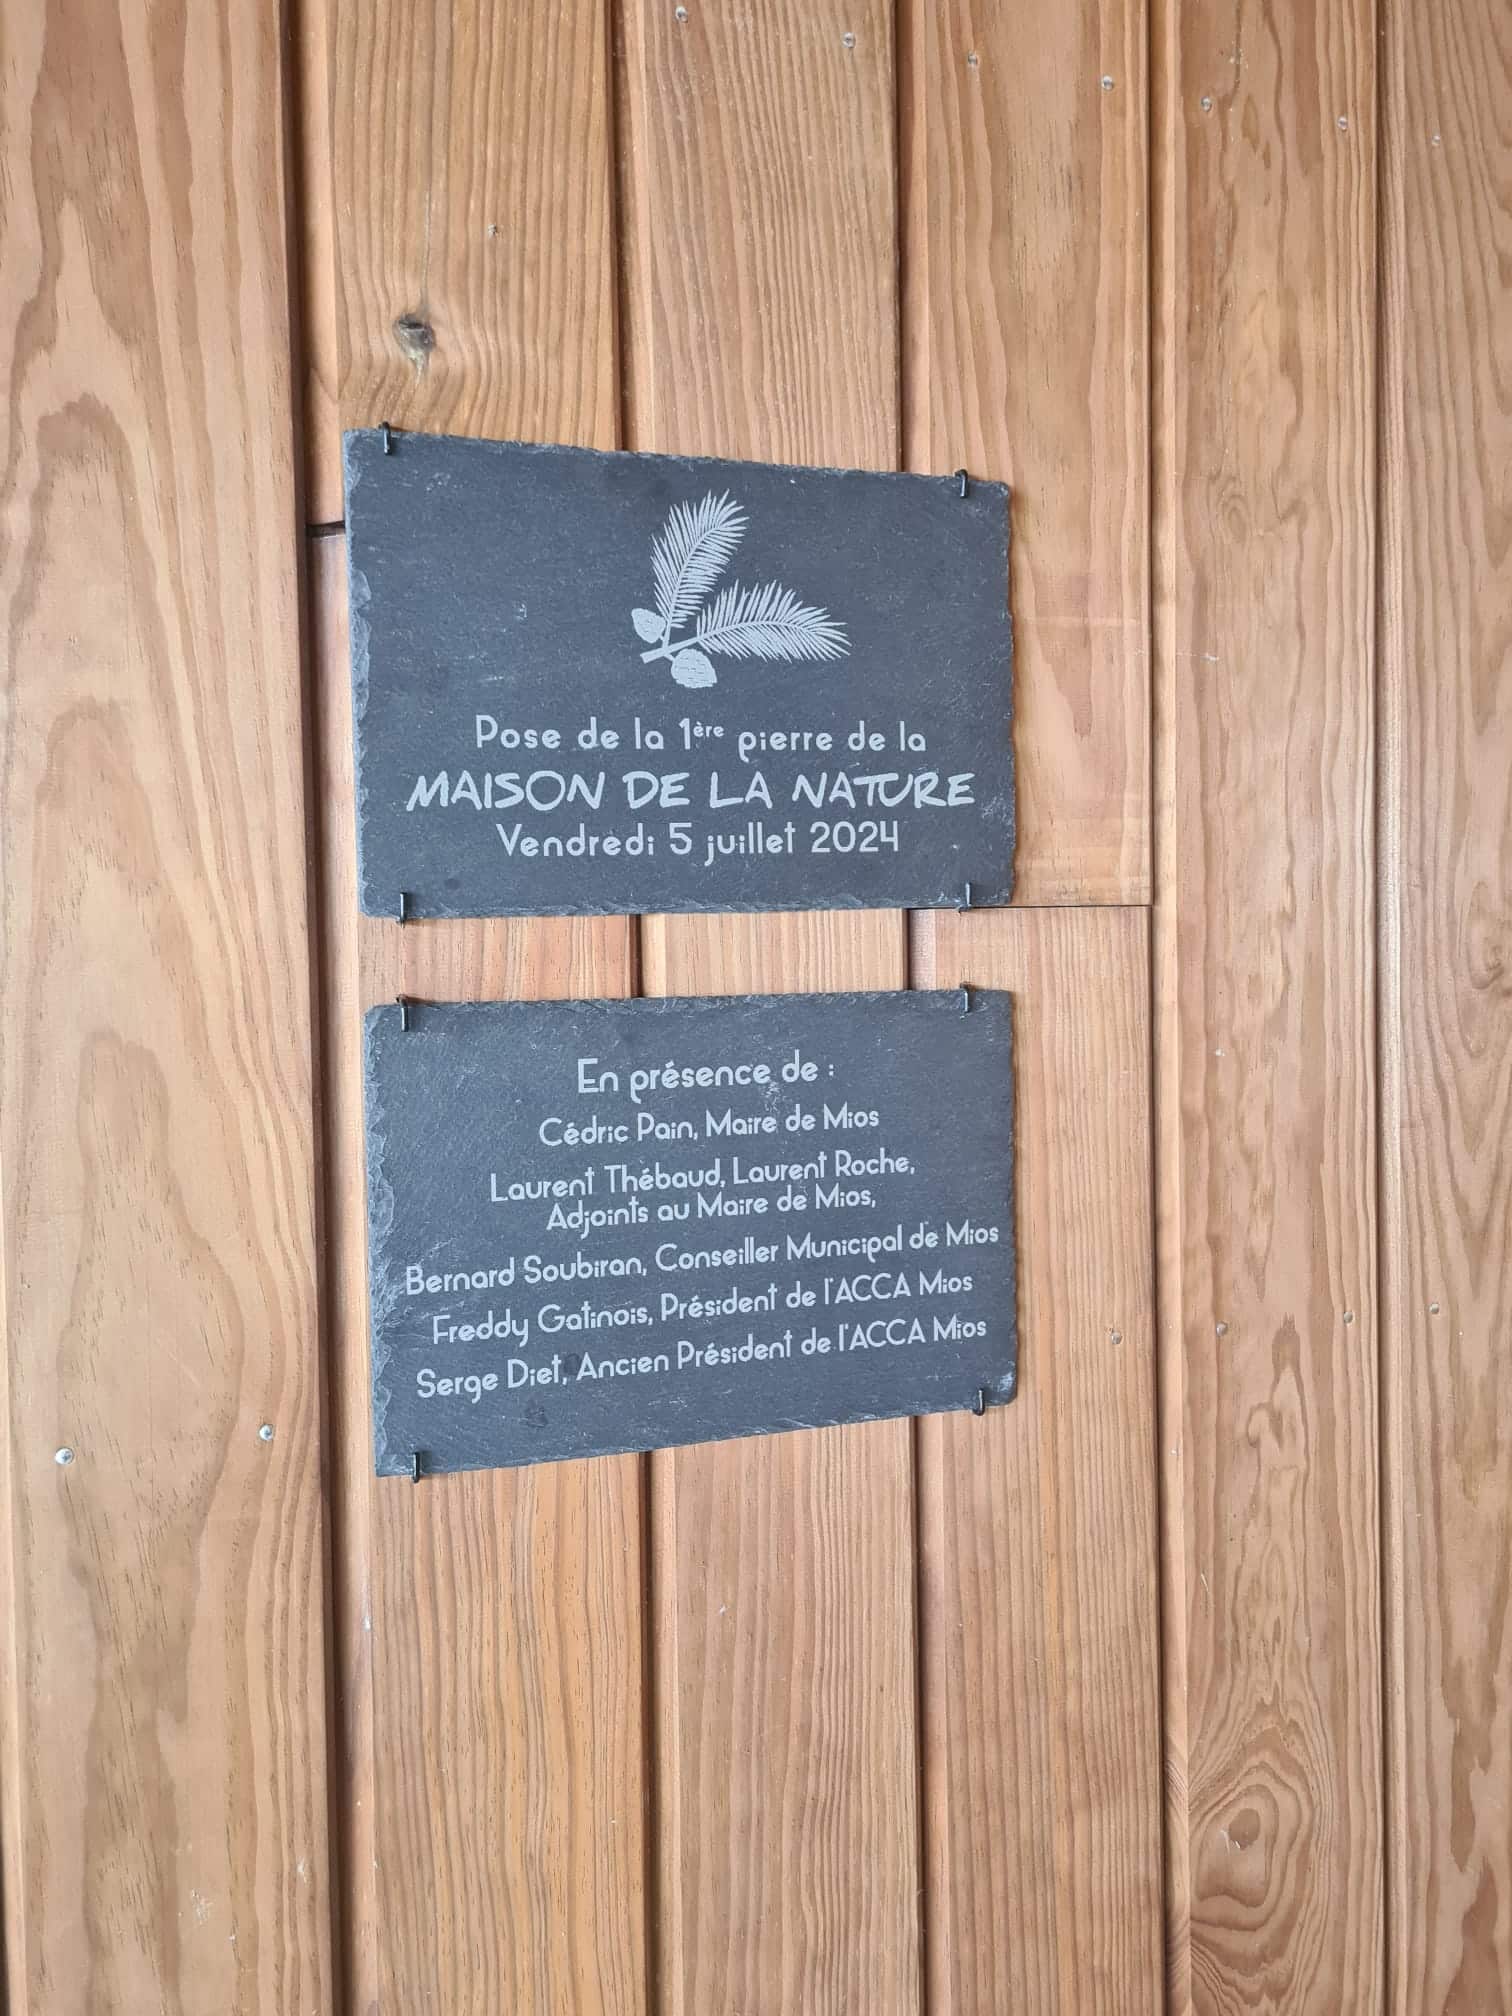 Pose de la 1ère pierre de la
MAISON DE LA NATURE
Vendredi 5 juillet 2024
En présence de :
Cédric Pain, Maire de Mios
Laurent Thébaud, Laurent Roche,
Adjoints au Maire de Mios,
Bernard Soubiran, Conseiller Municipal de Mios
Freddy Gatinois, Président de l'ACCA Mios
Serge Diet, Ancien Président de l'ACCA Mios